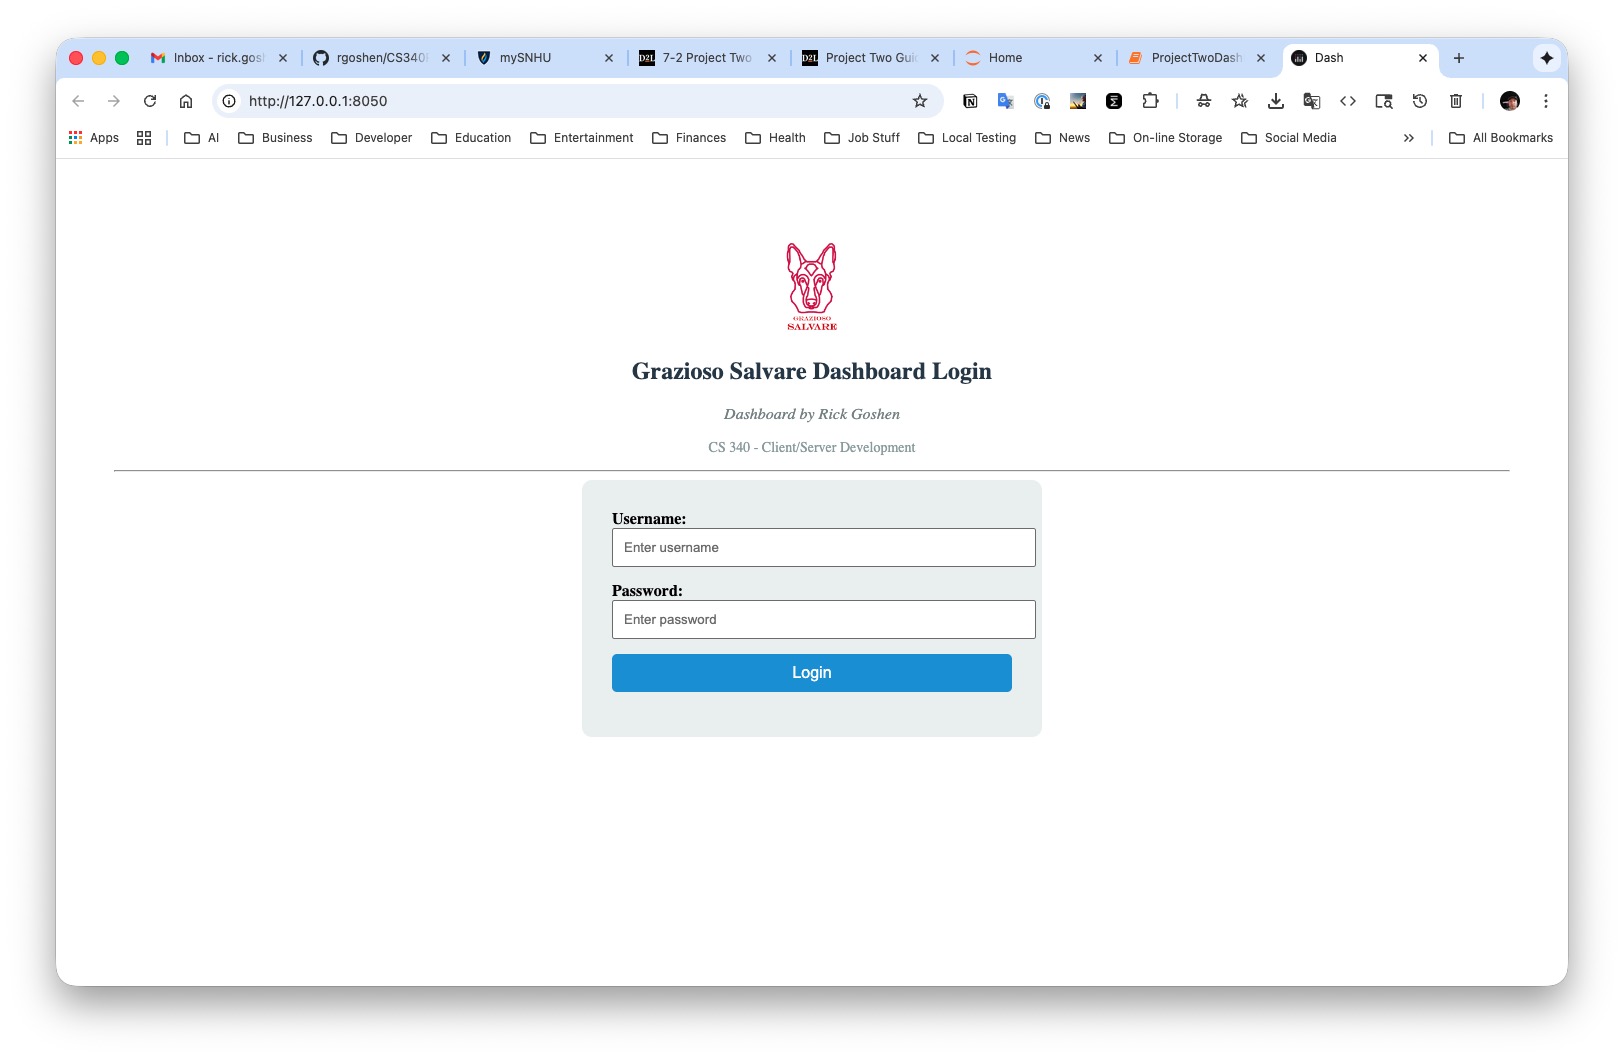 Inbox - rick.gosh
rgoshen/CS340
mySNHU
D2L 7-2 Project Two
D2L Project Two Gui
Home
ProjectTwoDash
Dash
http://127.0.0.1:8050
Apps AI Business Developer Education Entertainment Finances Health Job Stuff Local Testing News On-line Storage Social Media All Bookmarks
GRAZIOSO
SALVARE
Grazioso Salvare Dashboard Login
Dashboard by Rick Goshen
CS 340 - Client/Server Development
Username:
Enter username
Password:
Enter password
Login